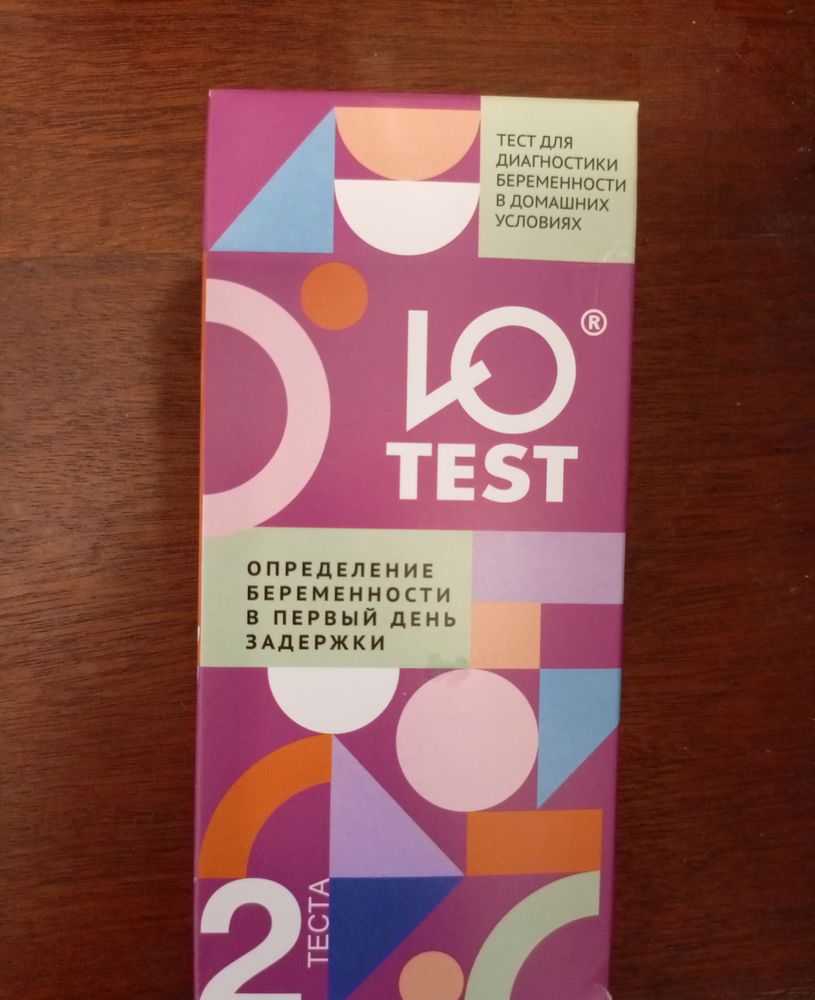 ТЕСТ ДЛЯ
ДИАГНОСТИКИ
БЕРЕМЕННОСТИ
В ДОМАШНИХ
УСЛОВИЯХ
Ю®
TEST
ОПРЕДЕЛЕНИЕ
БЕРЕМЕННОСТИ
В ПЕРВЫЙ ДЕНЬ
ЗАДЕРЖКИ
2 ТЕСТА